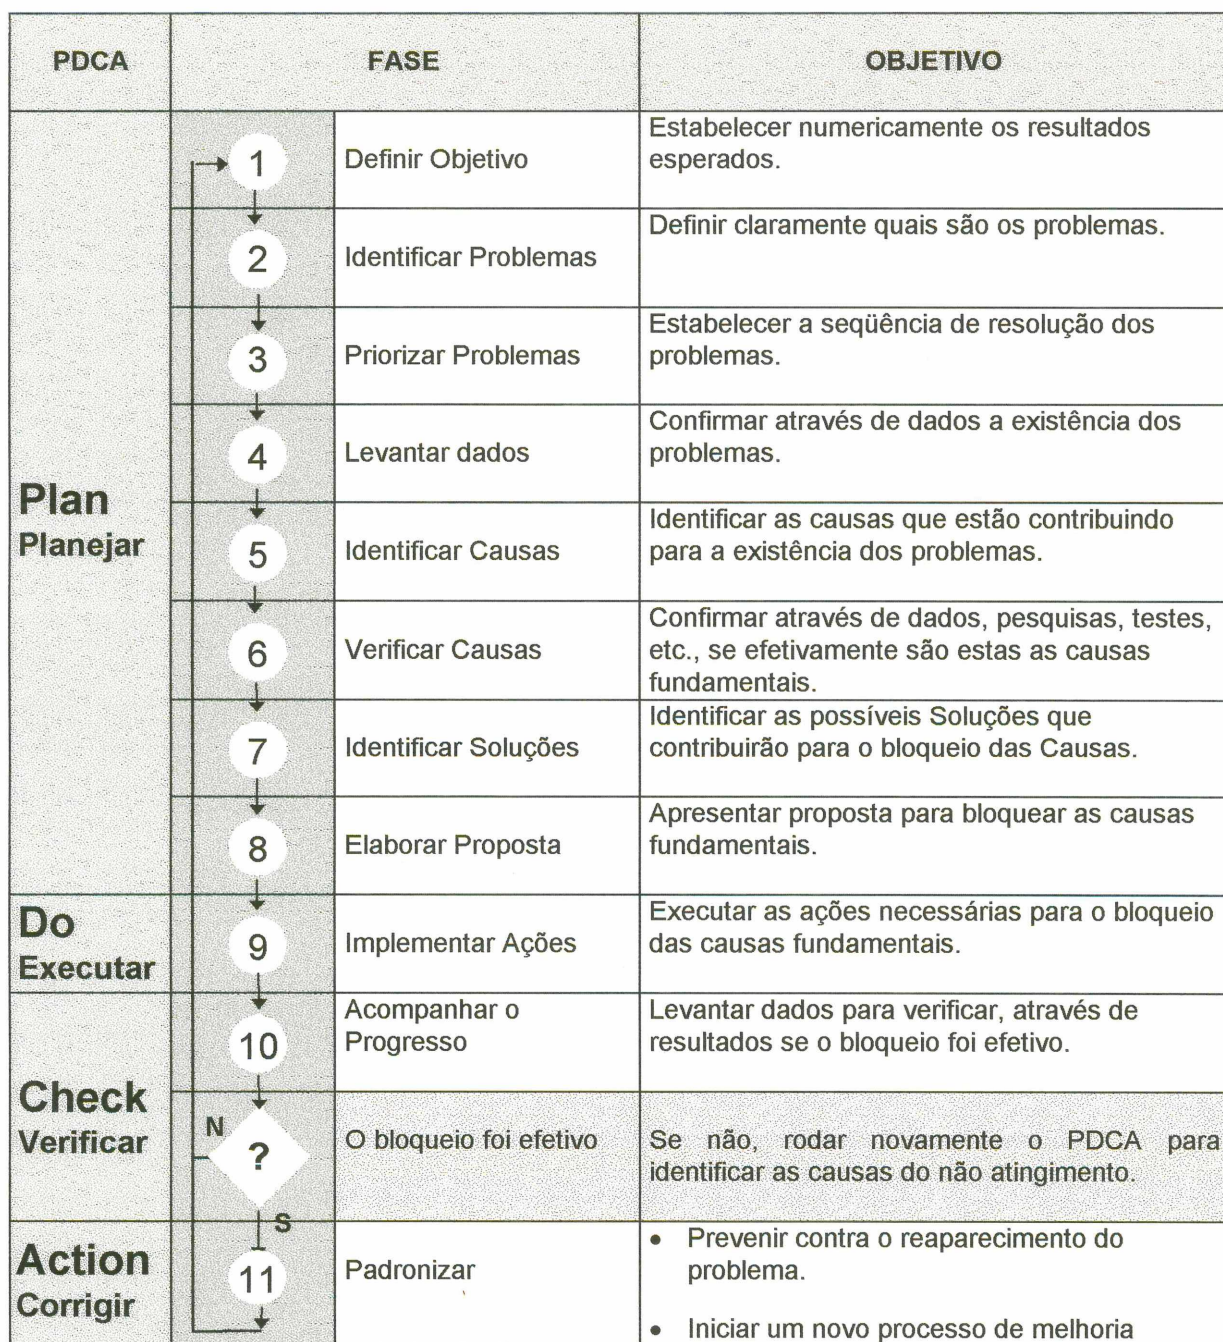 PDCA FASE OBJETIVO
Plan
Planejar
1
Definir Objetivo
Estabelecer numericamente os resultados
esperados.
2
Identificar Problemas
Definir claramente quais são os problemas.
3
Priorizar Problemas
Estabelecer a seqüência de resolução dos
problemas.
4
Levantar dados
Confirmar através de dados a existência dos
problemas.
5
Identificar Causas
Identificar as causas que estão contribuindo
para a existência dos problemas.
6
Verificar Causas
Confirmar através de dados, pesquisas, testes,
etc., se efetivamente são estas as causas
fundamentais.
7
Identificar Soluções
Identificar as possíveis Soluções que
contribuirão para o bloqueio das Causas.
8
Elaborar Proposta
Apresentar proposta para bloquear as causas
fundamentais.
Do
Executar
9
Implementar Ações
Executar as ações necessárias para o bloqueio
das causas fundamentais.
Check
Verificar
10
Acompanhar o
Progresso
Levantar dados para verificar, através de
resultados se o bloqueio foi efetivo.
N
?
S
O bloqueio foi efetivo
Se não, rodar novamente o PDCA para
identificar as causas do não atingimento.
Action
Corrigir
11
Padronizar
• Prevenir contra o reaparecimento do
problema.
• Iniciar um novo processo de melhoria